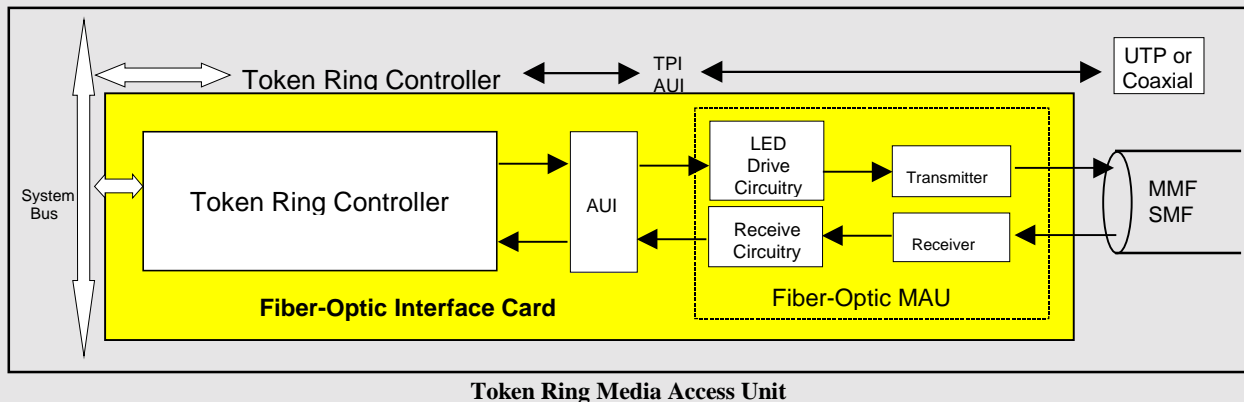 Token Ring Controller
TPI
AUI
UTP or
Coaxial
System
Bus
Token Ring Controller
AUI
LED
Drive
Circuitry
Transmitter
Receive
Circuitry
Receiver
MMF
SMF
Fiber-Optic Interface Card
Fiber-Optic MAU
Token Ring Media Access Unit